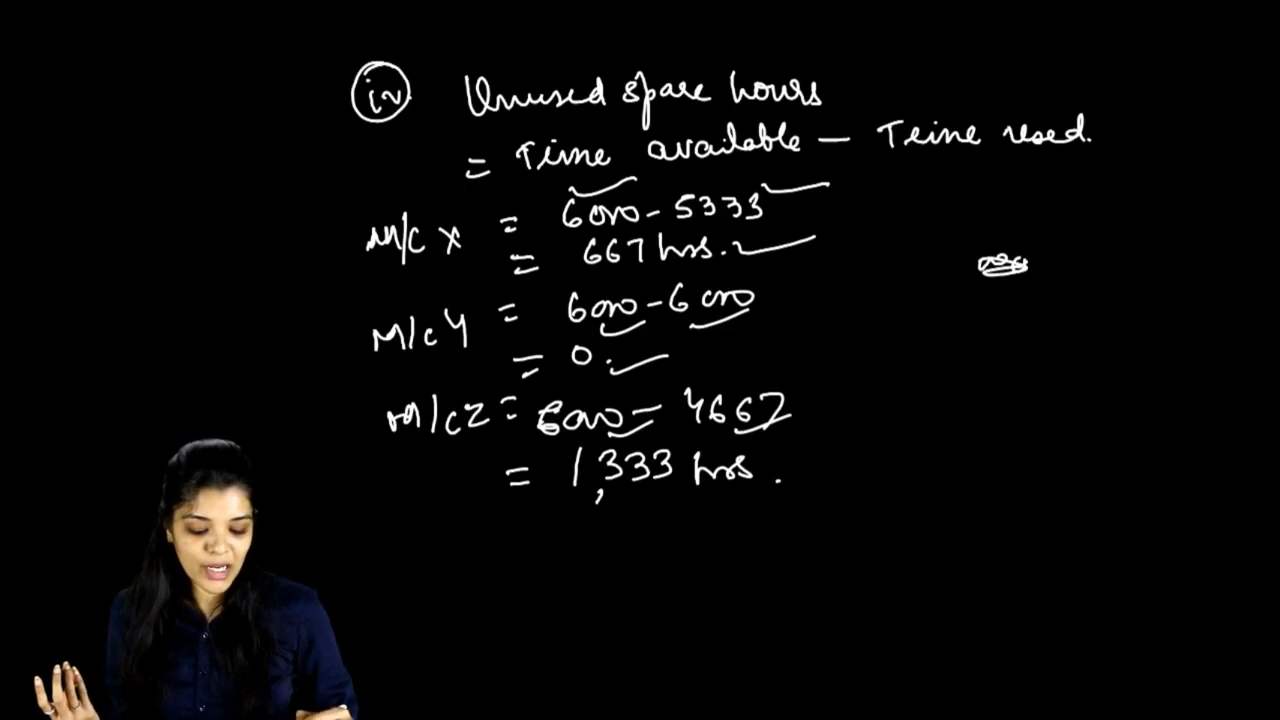 iv. Unused spare hours
= Time available - Time used.
M/c X = 6000 - 5333
= 667 hrs.
M/c Y = 6000 - 6000
= 0.
M/c Z = 6000 - 4667
= 1,333 hrs.